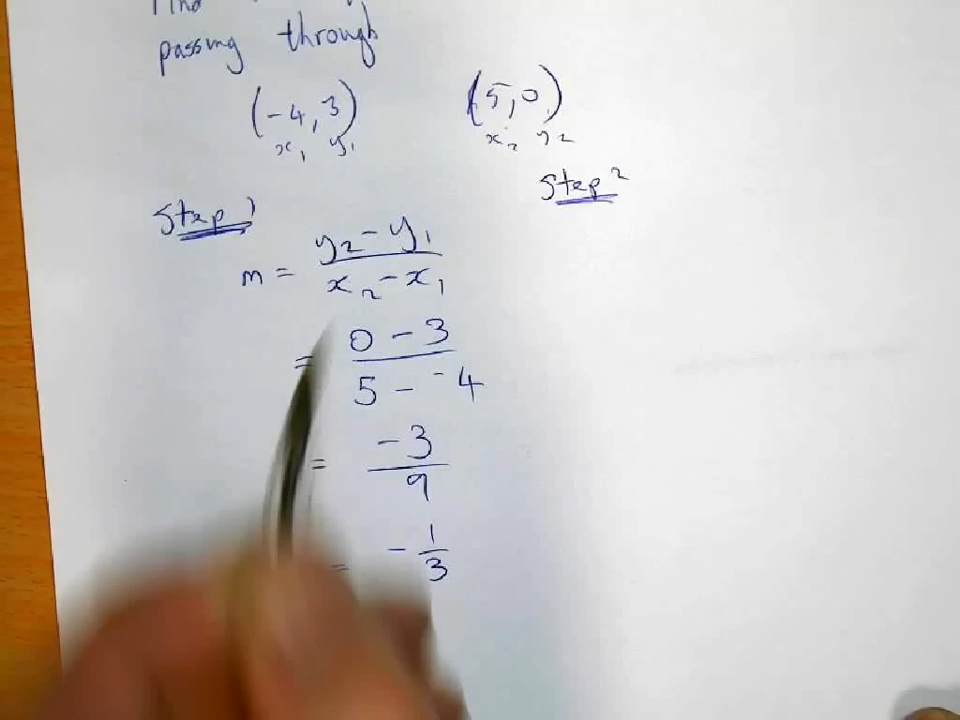 Find
passing through
(-4, 3) (5, 0)
x₁ y₁ x₂ y₂
Step 1
m = y₂ - y₁ / x₂ - x₁
= 0 - 3 / 5 - ⁻4
= -3 / 9
= - 1 / 3
Step 2